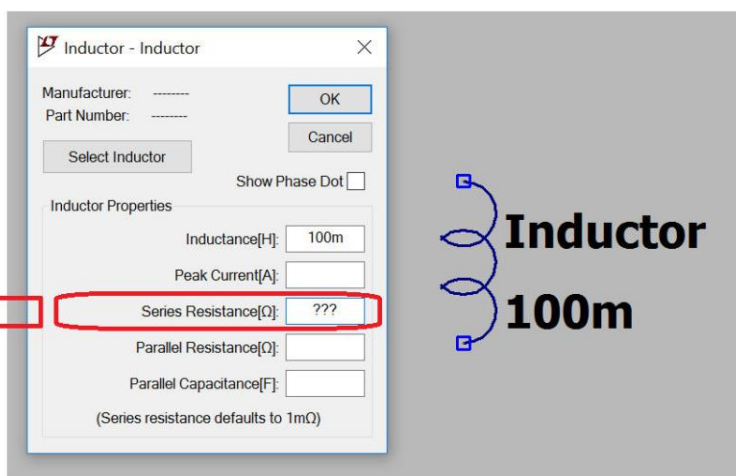 Inductor - Inductor
Manufacturer: --------
Part Number: --------
OK
Cancel
Select Inductor
Show Phase Dot
Inductor Properties
Inductance[H]: 100m
Peak Current[A]:
Series Resistance[Ω]: ???
Parallel Resistance[Ω]:
Parallel Capacitance[F]:
(Series resistance defaults to 1mΩ)
Inductor
100m